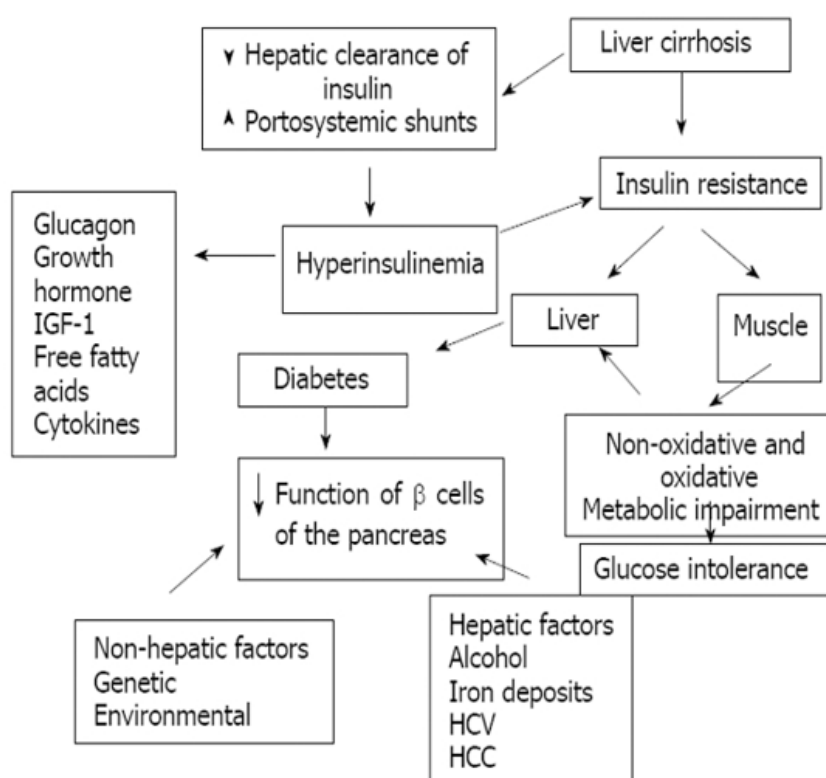 Liver cirrhosis
Hepatic clearance of
insulin
Portosystemic shunts
Insulin resistance
Glucagon
Growth
hormone
IGF-1
Free fatty
acids
Cytokines
Hyperinsulinemia
Liver
Muscle
Diabetes
Non-oxidative and
oxidative
Metabolic impairment
Function of β cells
of the pancreas
Glucose intolerance
Non-hepatic factors
Genetic
Environmental
Hepatic factors
Alcohol
Iron deposits
HCV
HCC